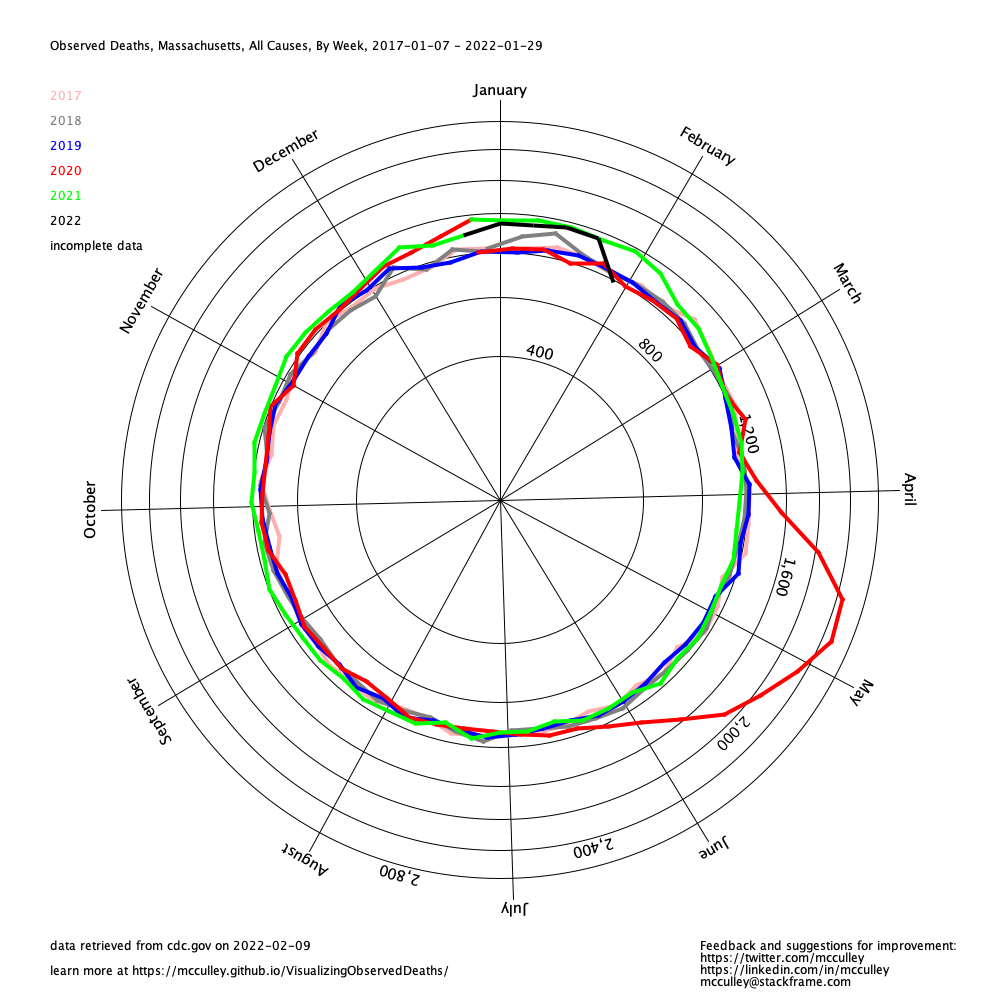 Observed Deaths, Massachusetts, All Causes, By Week, 2017-01-07 - 2022-01-29
2017
2018
2019
2020
2021
2022
incomplete data
January
February
March
April
May
June
July
August
September
October
November
December
400
800
1,200
1,600
2,000
2,400
2,800
data retrieved from cdc.gov on 2022-02-09
learn more at https://mcculley.github.io/VisualizingObservedDeaths/
Feedback and suggestions for improvement:
https://twitter.com/mcculley
https://linkedin.com/in/mcculley
mcculley@stackframe.com